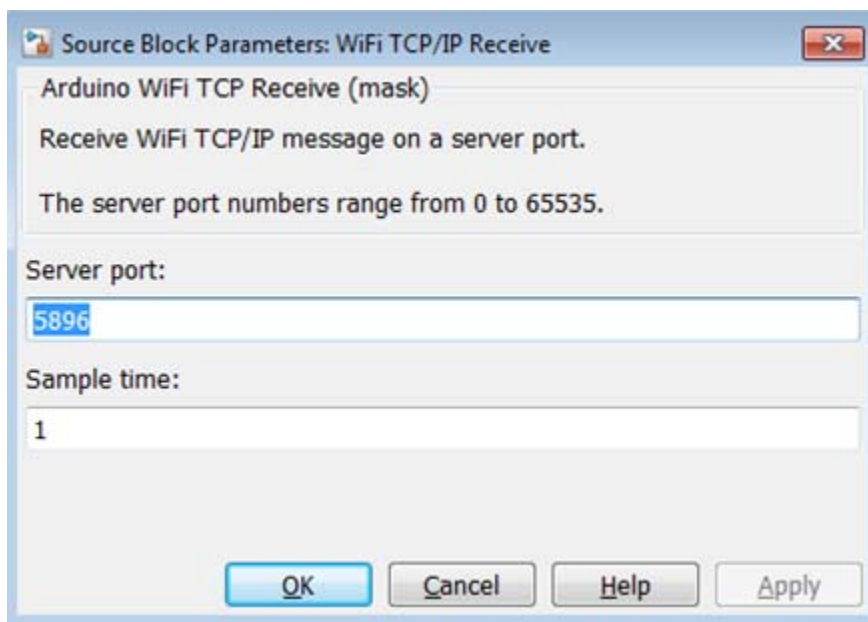 Source Block Parameters: WiFi TCP/IP Receive
Arduino WiFi TCP Receive (mask)
Receive WiFi TCP/IP message on a server port.
The server port numbers range from 0 to 65535.
Server port:
5896
Sample time:
1
OK Cancel Help Apply